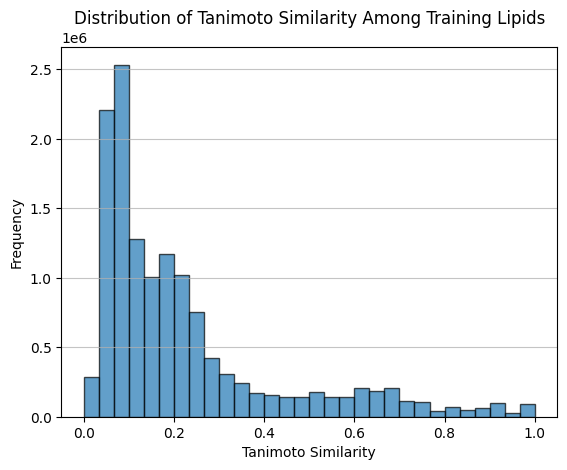 Distribution of Tanimoto Similarity Among Training Lipids
1e6
2.5
2.0
1.5
1.0
0.5
0.0
Frequency
0.0 0.2 0.4 0.6 0.8 1.0
Tanimoto Similarity